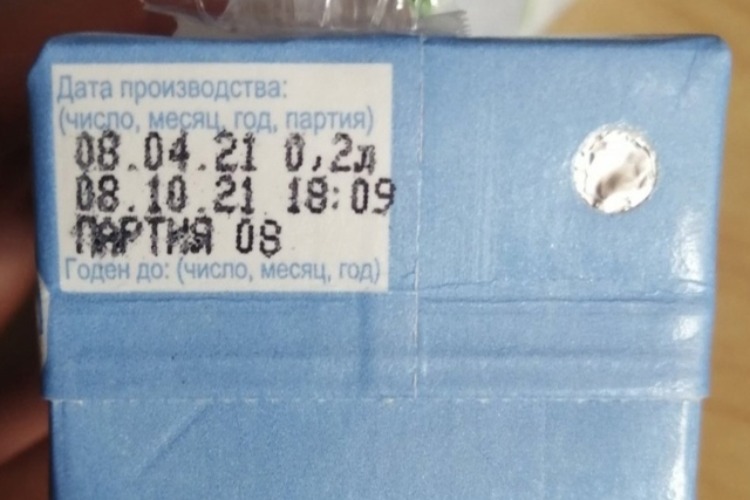 Дата производства:
(число, месяц, год, партия)
08.04.21 0,2л
08.10.21 18:09
ПАРТИЯ 08
Годен до: (число, месяц, год)